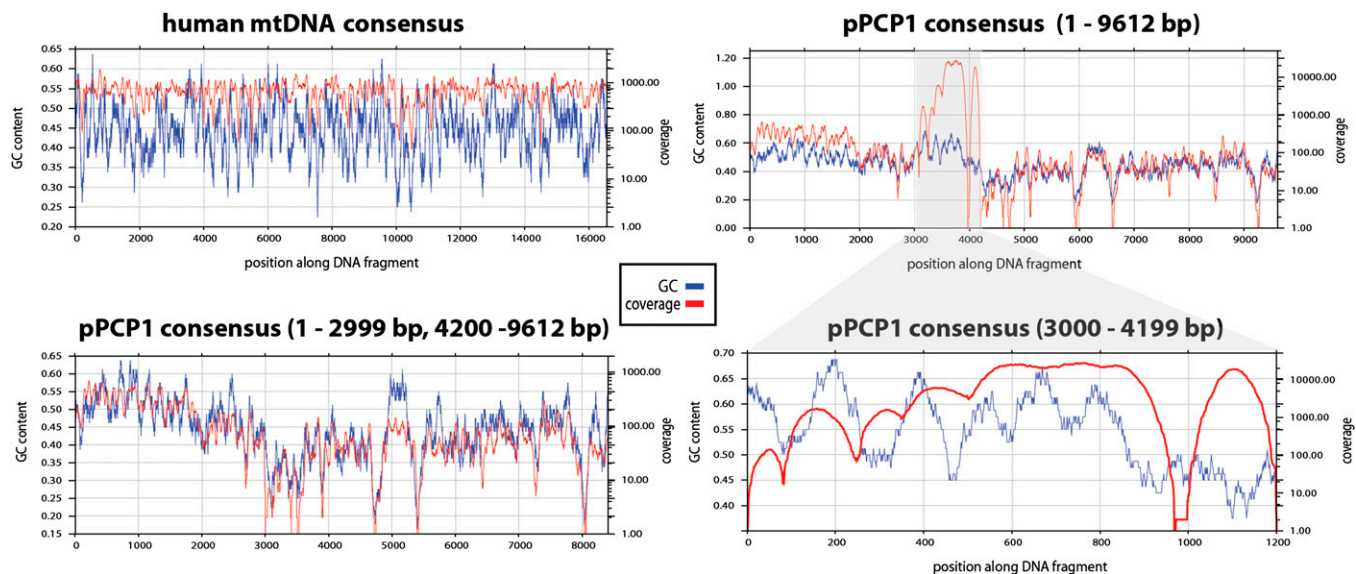 human mtDNA consensus
0.65
0.60
0.55
0.50
0.45
0.40
0.35
0.30
0.25
0.20
GC content
1000.00
100.00
10.00
1.00
coverage
0 2000 4000 6000 8000 10000 12000 14000 16000
position along DNA fragment
pPCP1 consensus (1 - 9612 bp)
1.20
1.00
0.80
0.60
0.40
0.20
0.00
GC content
10000.00
1000.00
100.00
10.00
1.00
coverage
0 1000 2000 3000 4000 5000 6000 7000 8000 9000
position along DNA fragment
GC
coverage
pPCP1 consensus (1 - 2999 bp, 4200 -9612 bp)
0.65
0.60
0.55
0.50
0.45
0.40
0.35
0.30
0.25
0.20
0.15
GC content
1000.00
100.00
10.00
1.00
coverage
0 1000 2000 3000 4000 5000 6000 7000 8000
position along DNA fragment
pPCP1 consensus (3000 - 4199 bp)
0.70
0.65
0.60
0.55
0.50
0.45
0.40
GC content
10000.00
1000.00
100.00
10.00
1.00
coverage
0 200 400 600 800 1000 1200
position along DNA fragment